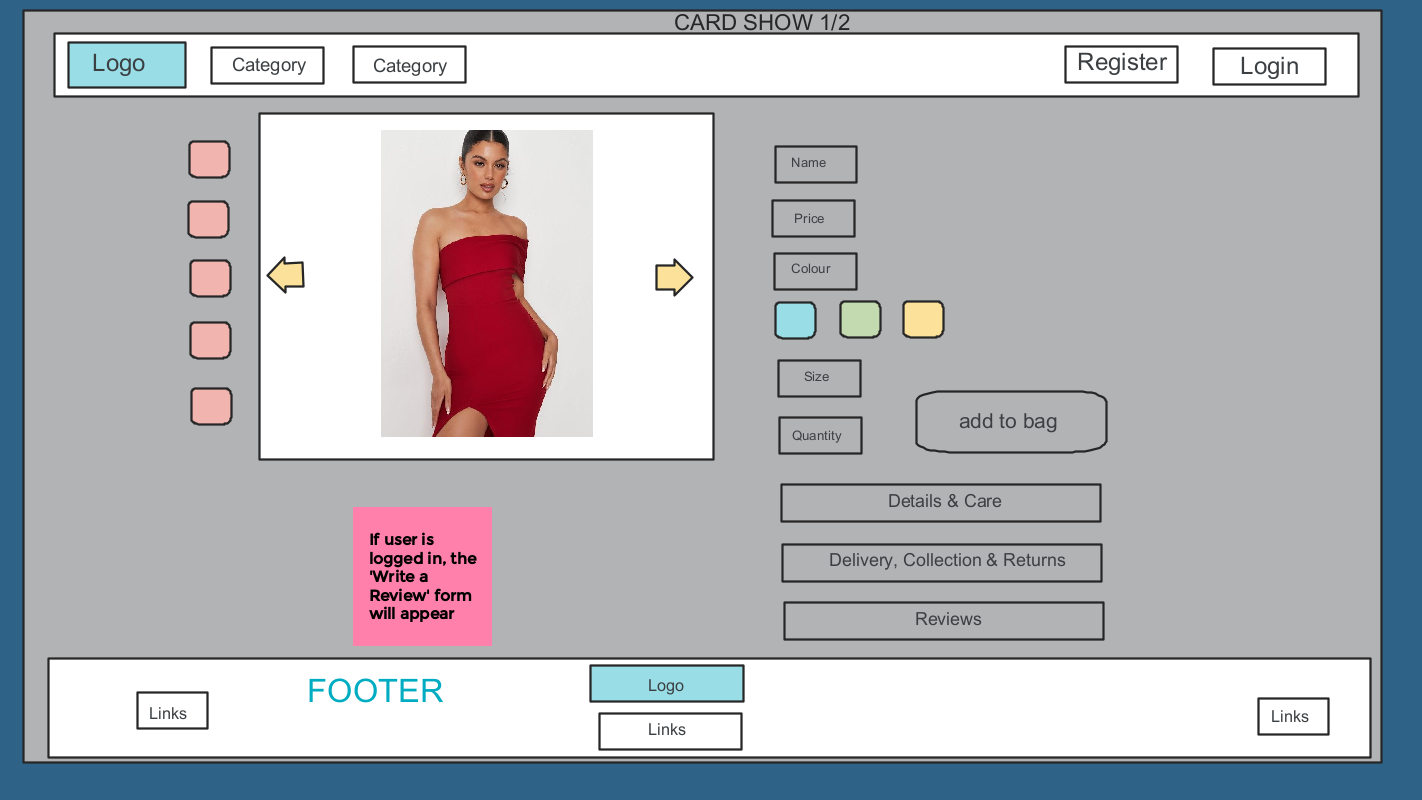 CARD SHOW 1/2
Logo
Category
Category
Register
Login
Name
Price
Colour
Size
Quantity
add to bag
Details & Care
Delivery, Collection & Returns
Reviews
If user is
logged in, the
'Write a
Review' form
will appear
FOOTER
Links
Logo
Links
Links